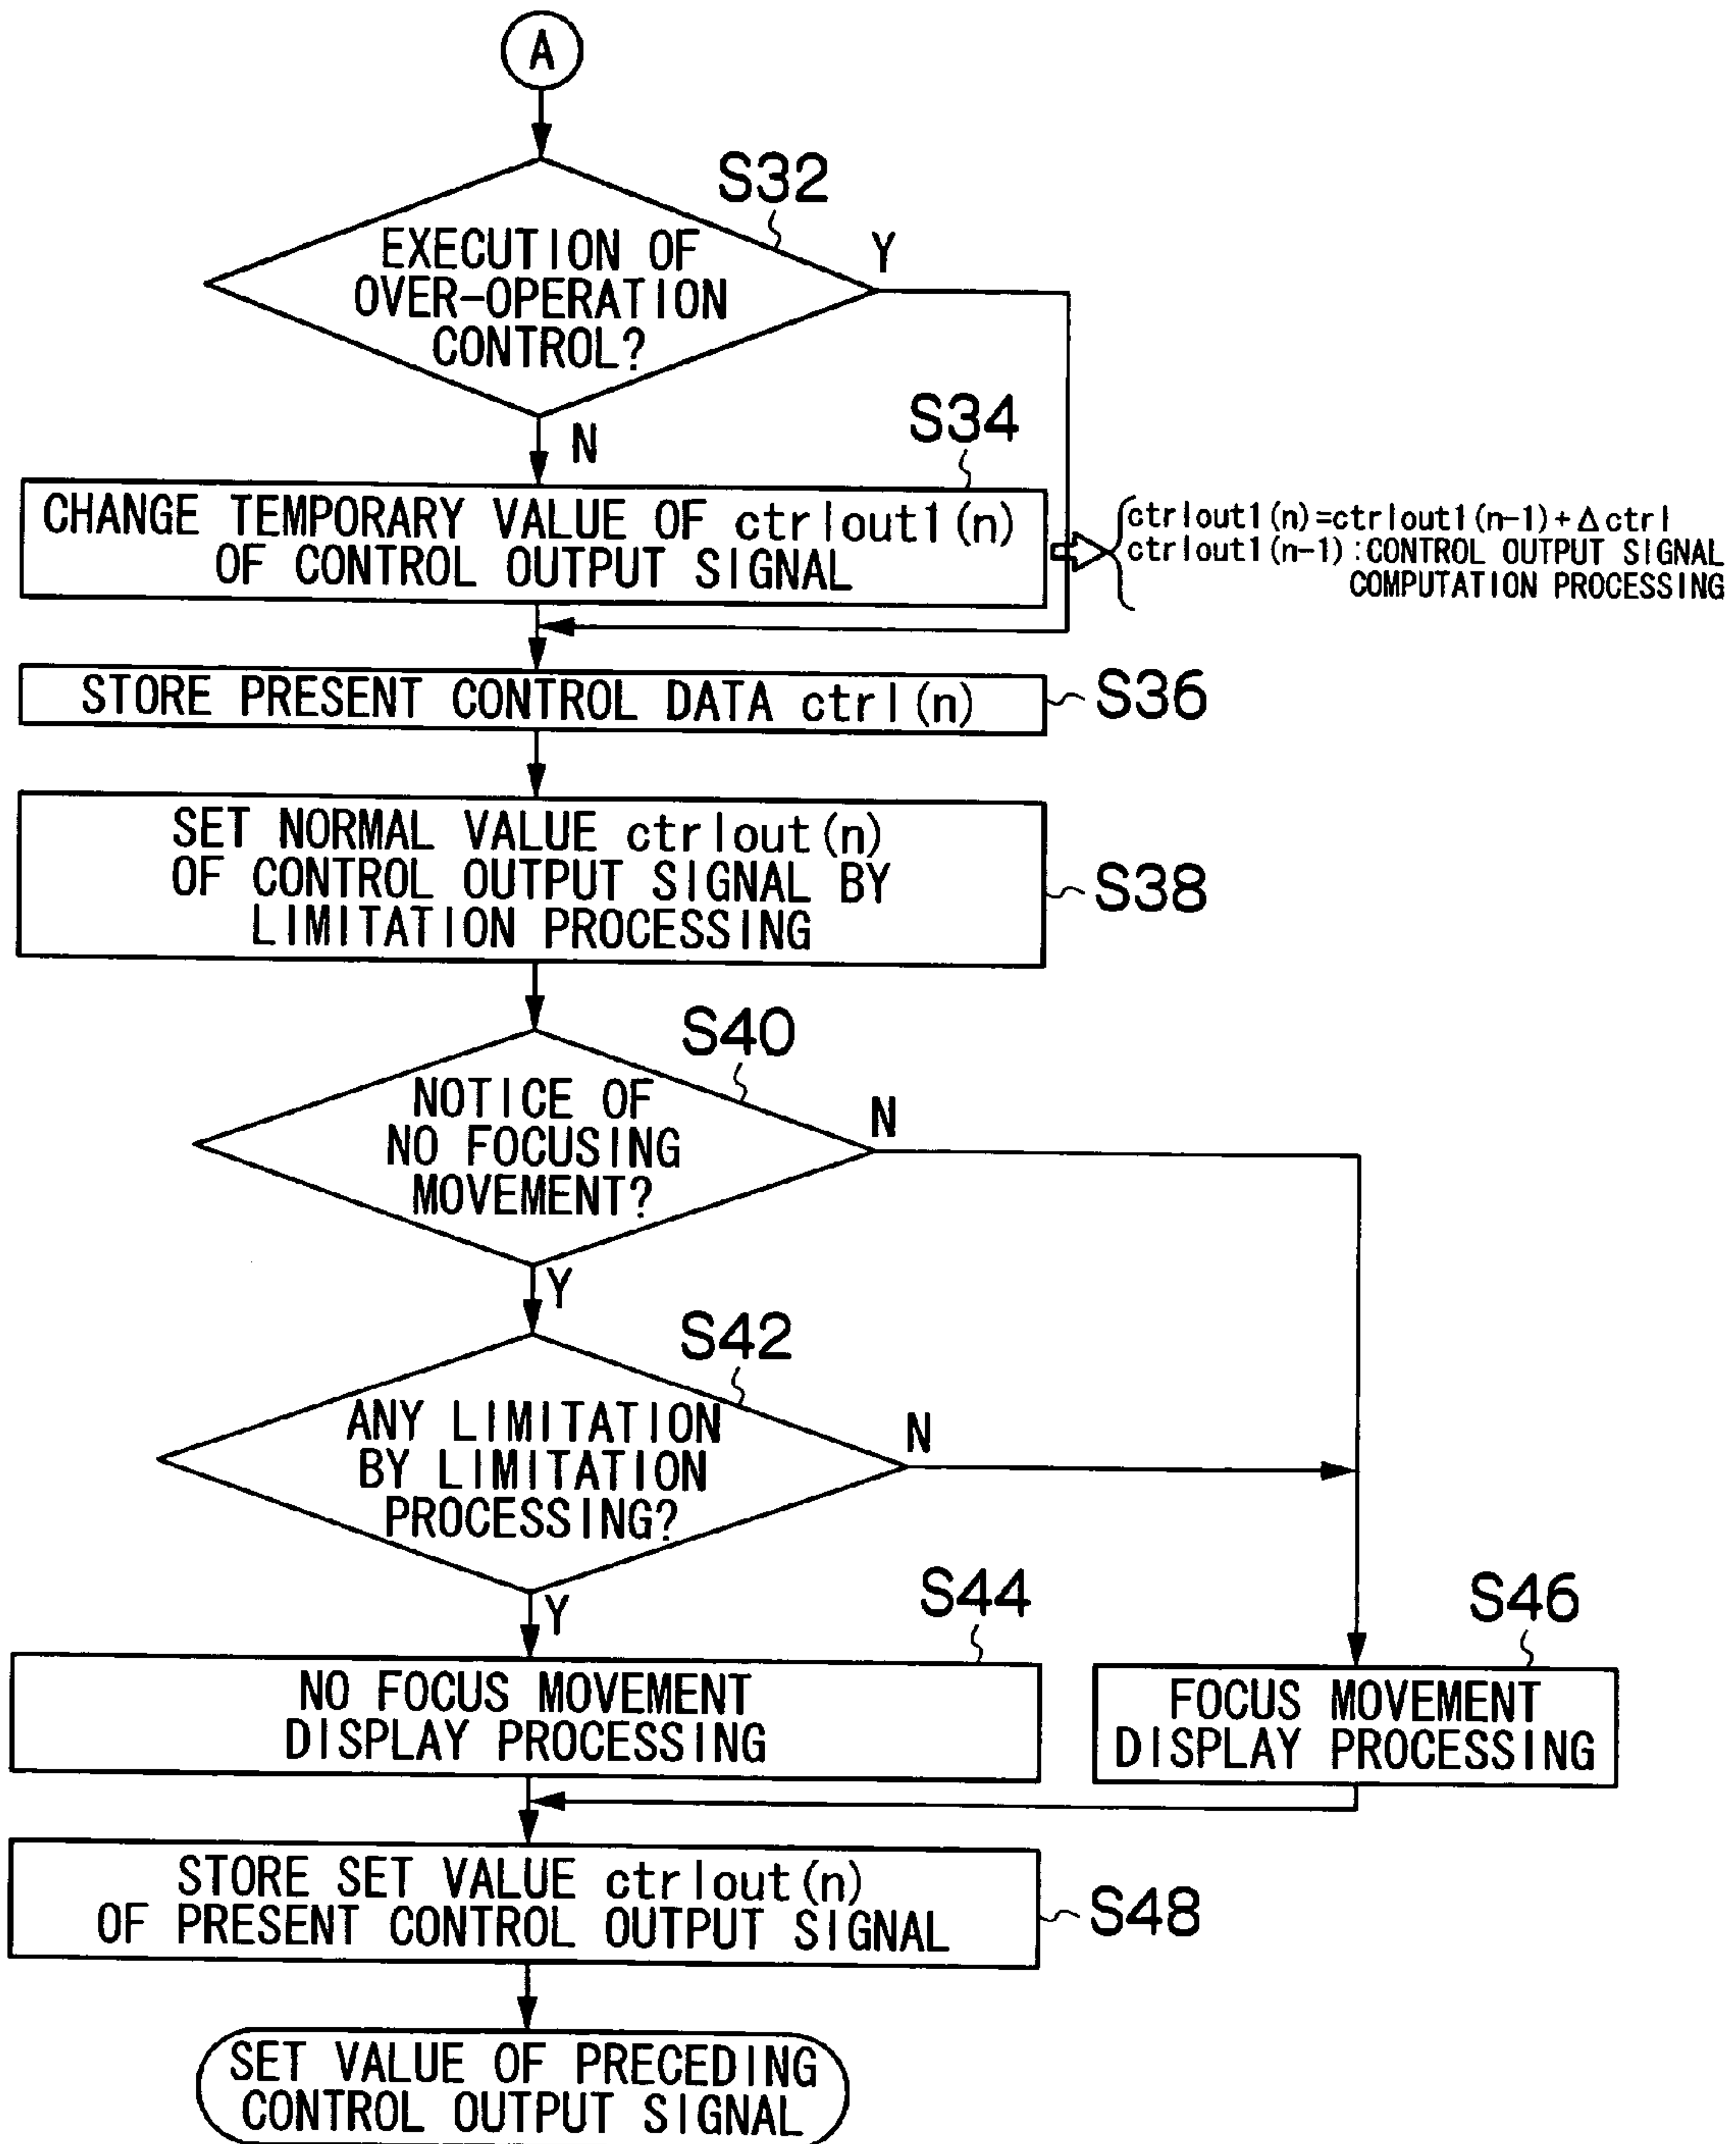 A
S32
EXECUTION OF
OVER-OPERATION
CONTROL?
Y
N
S34
CHANGE TEMPORARY VALUE OF ctrlout1(n)
OF CONTROL OUTPUT SIGNAL
ctrlout1(n)=ctrlout1(n-1)+Δctrl
ctrlout1(n-1):CONTROL OUTPUT SIGNAL
COMPUTATION PROCESSING
STORE PRESENT CONTROL DATA ctrl(n)
S36
SET NORMAL VALUE ctrlout(n)
OF CONTROL OUTPUT SIGNAL BY
LIMITATION PROCESSING
S38
S40
NOTICE OF
NO FOCUSING
MOVEMENT?
N
Y
S42
ANY LIMITATION
BY LIMITATION
PROCESSING?
N
Y
S44
NO FOCUS MOVEMENT
DISPLAY PROCESSING
S46
FOCUS MOVEMENT
DISPLAY PROCESSING
STORE SET VALUE ctrlout(n)
OF PRESENT CONTROL OUTPUT SIGNAL
S48
SET VALUE OF PRECEDING
CONTROL OUTPUT SIGNAL